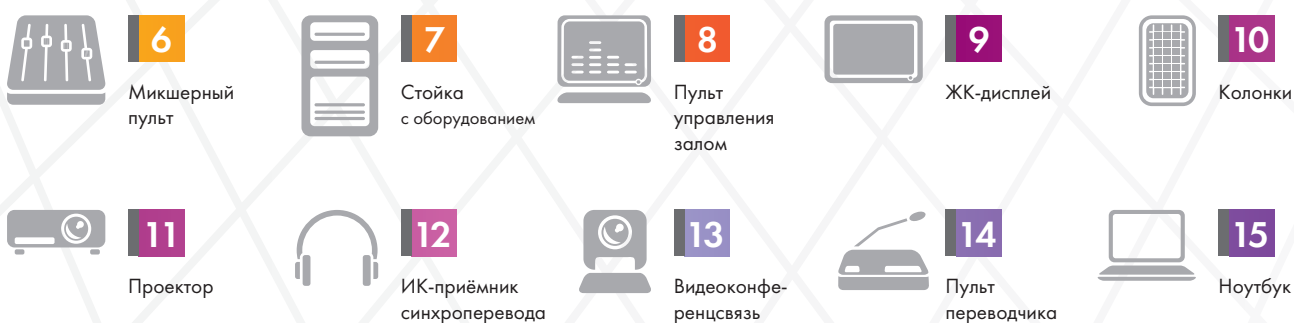 6
Микшерный
пульт
7
Стойка
с оборудованием
8
Пульт
управления
залом
9
ЖК-дисплей
10
Колонки
11
Проектор
12
ИК-приёмник
синхроперевода
13
Видеоконфе-
ренцсвязь
14
Пульт
переводчика
15
Ноутбук